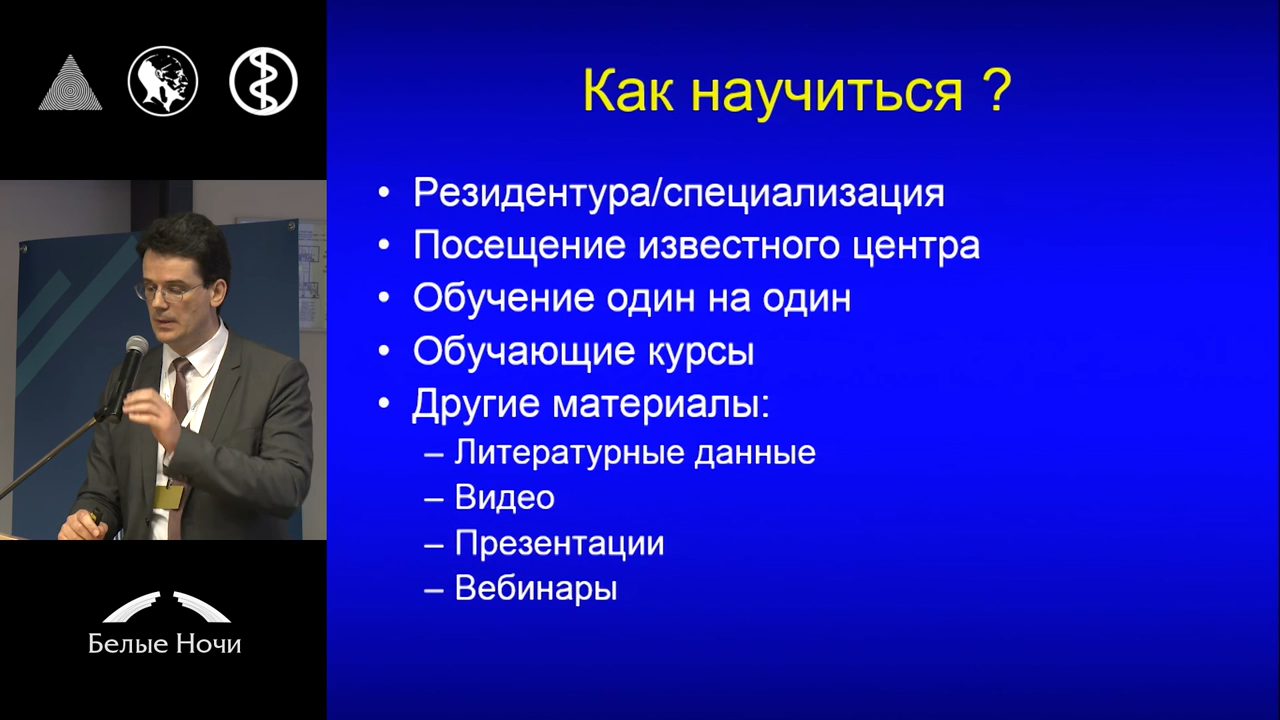 Как научиться ?
• Резидентура/специализация
• Посещение известного центра
• Обучение один на один
• Обучающие курсы
• Другие материалы:
– Литературные данные
– Видео
– Презентации
– Вебинары
Белые Ночи